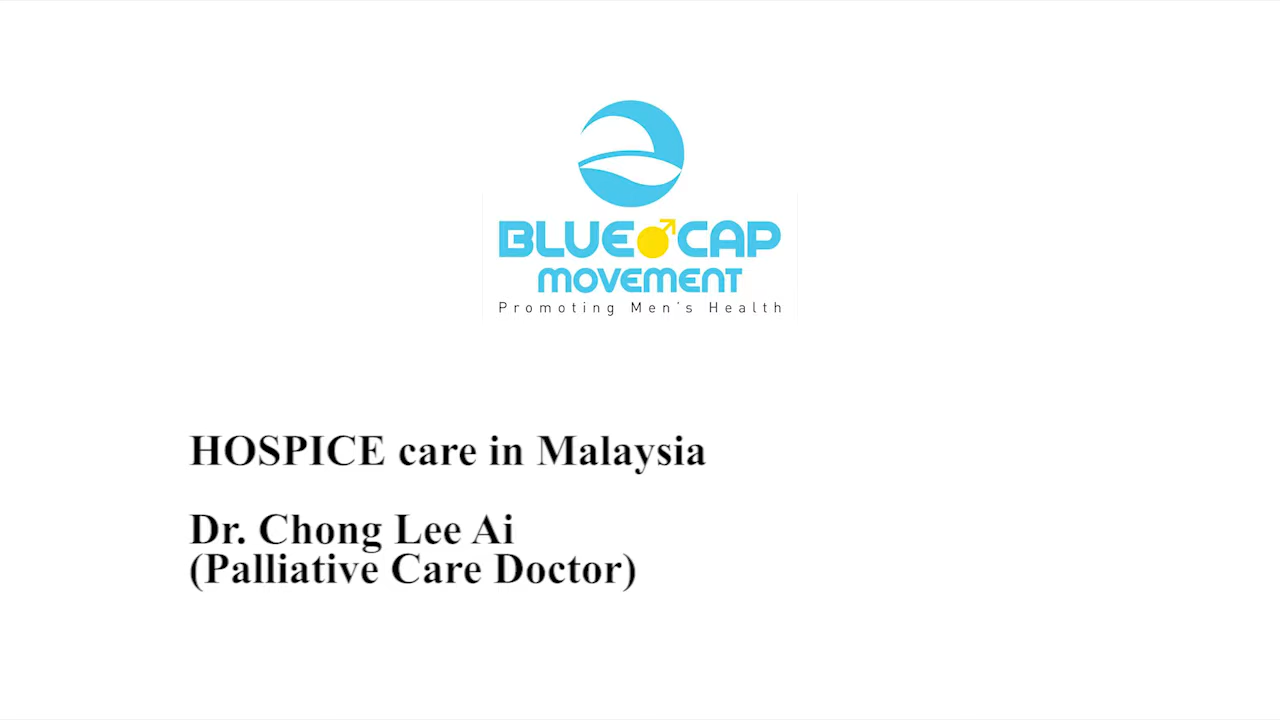 BLUE CAP
MOVEMENT
Promoting Men's Health
HOSPICE care in Malaysia
Dr. Chong Lee Ai
(Palliative Care Doctor)